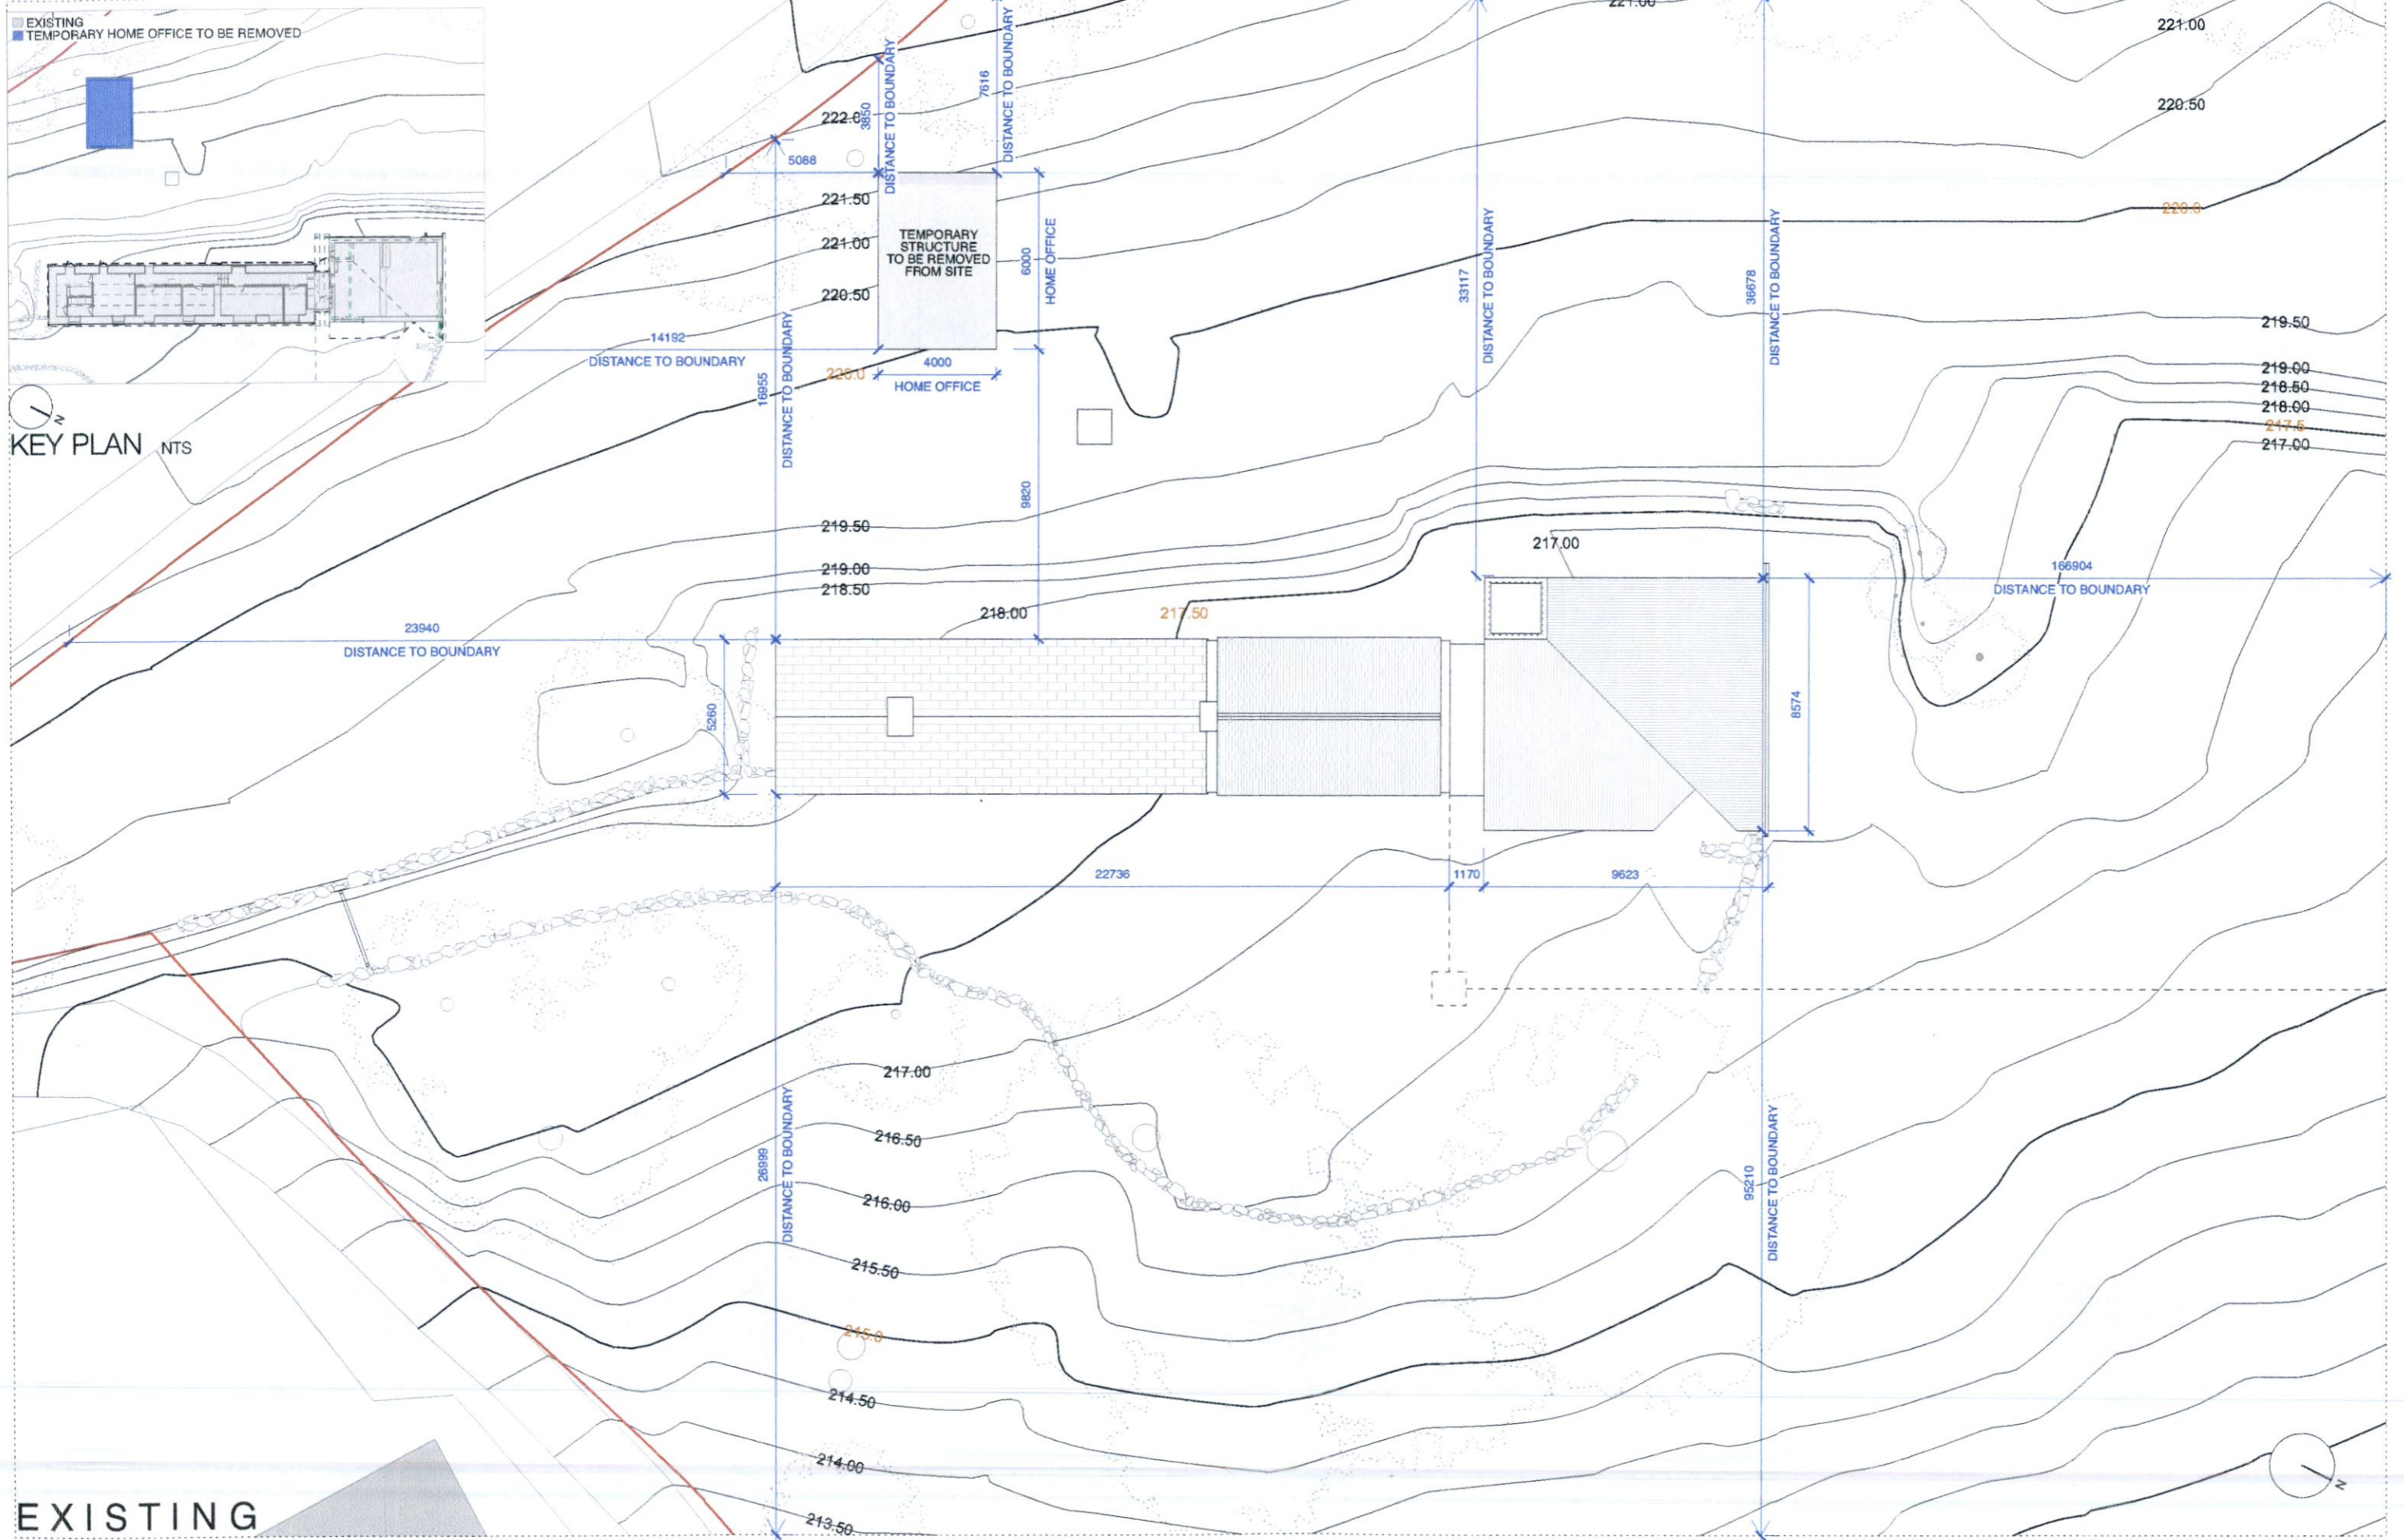 EXISTING
TEMPORARY HOME OFFICE TO BE REMOVED
N
KEY PLAN NTS
221.00
221.00
220.50
220.0
219.50
219.00
218.50
218.00
217.5
217.00
7616
DISTANCE TO BOUNDARY
3850
DISTANCE TO BOUNDARY
222.0
5088
221.50
221.00
220.50
220.0
TEMPORARY
STRUCTURE
TO BE REMOVED
FROM SITE
6000
HOME OFFICE
4000
HOME OFFICE
14192
DISTANCE TO BOUNDARY
16955
DISTANCE TO BOUNDARY
33117
DISTANCE TO BOUNDARY
36678
DISTANCE TO BOUNDARY
9820
219.50
219.00
218.50
218.00
217.50
217.00
166904
DISTANCE TO BOUNDARY
23940
DISTANCE TO BOUNDARY
5260
8574
22736
1170
9623
217.00
216.50
216.00
215.50
215.0
214.50
214.00
213.50
26999
DISTANCE TO BOUNDARY
95210
DISTANCE TO BOUNDARY
N
EXISTING